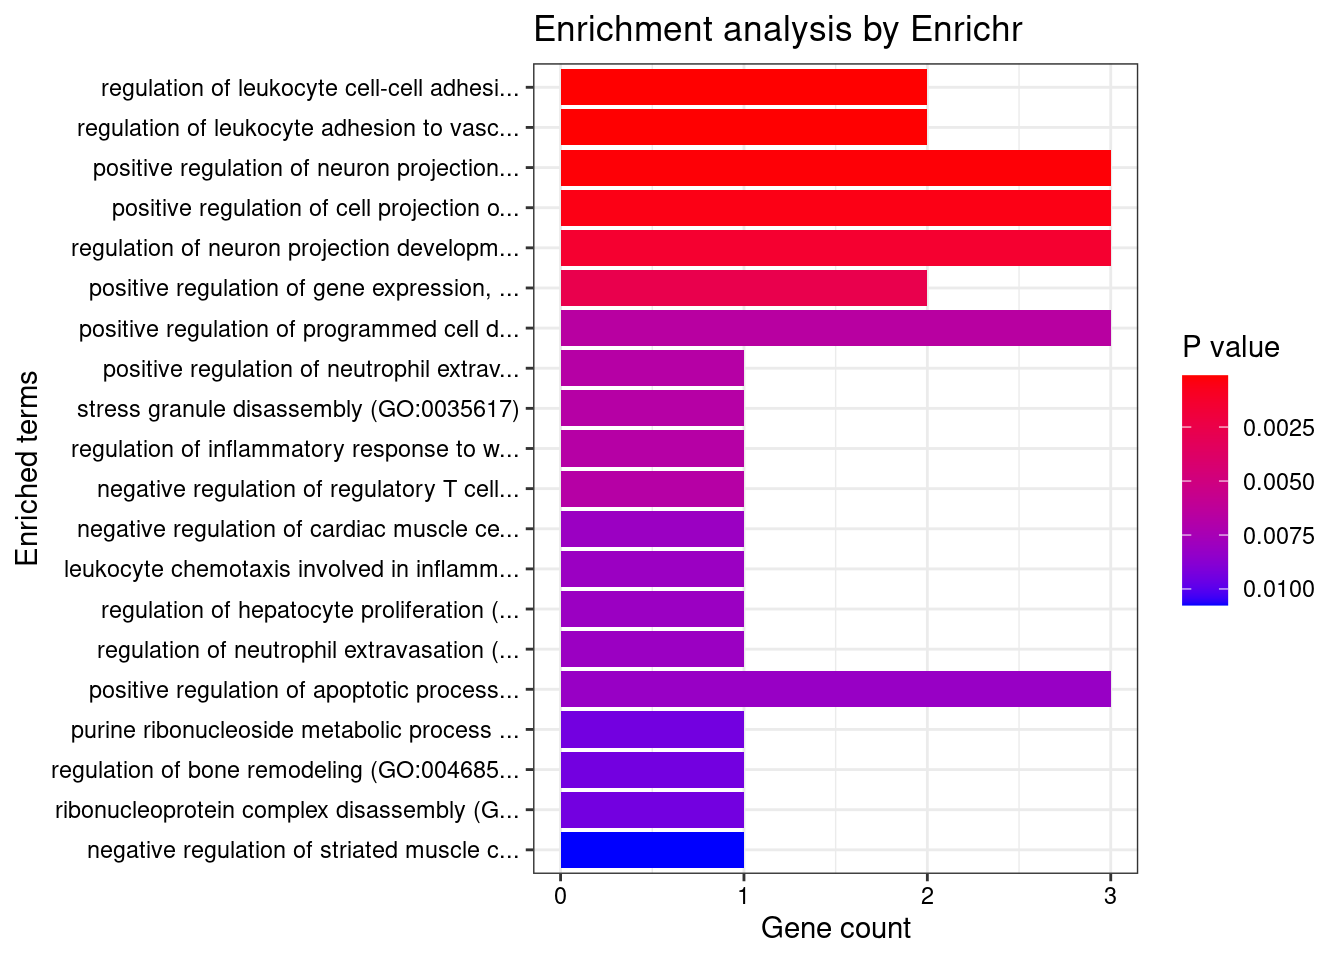 Enrichment analysis by Enrichr
regulation of leukocyte cell-cell adhesi...
regulation of leukocyte adhesion to vasc...
positive regulation of neuron projection...
positive regulation of cell projection o...
regulation of neuron projection developm...
positive regulation of gene expression, ...
positive regulation of programmed cell d...
positive regulation of neutrophil extrav...
stress granule disassembly (GO:0035617)
regulation of inflammatory response to w...
negative regulation of regulatory T cell...
negative regulation of cardiac muscle ce...
leukocyte chemotaxis involved in inflamm...
regulation of hepatocyte proliferation (...
regulation of neutrophil extravasation (...
positive regulation of apoptotic process...
purine ribonucleoside metabolic process ...
regulation of bone remodeling (GO:004685...
ribonucleoprotein complex disassembly (G...
negative regulation of striated muscle c...
Enriched terms
0 1 2 3
Gene count
P value
0.0025
0.0050
0.0075
0.0100